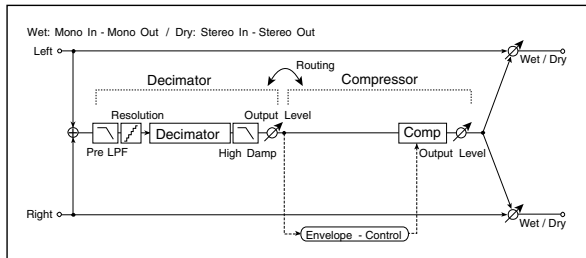 Wet: Mono In - Mono Out / Dry: Stereo In - Stereo Out
Left
Wet / Dry
Routing
Decimator
Compressor
Resolution
Output Level
Decimator
Comp
Pre LPF
High Damp
Output Level
Right
Wet / Dry
Envelope - Control